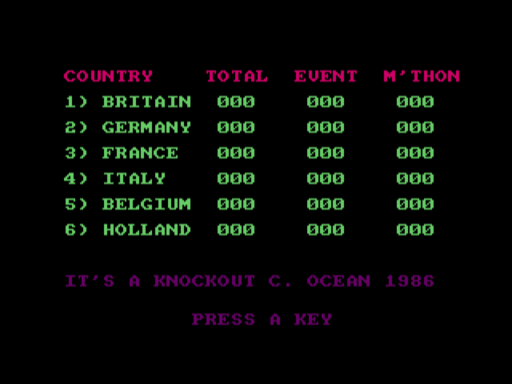 COUNTRY TOTAL EVENT M'THON
1) BRITAIN 000 000 000
2) GERMANY 000 000 000
3) FRANCE 000 000 000
4) ITALY 000 000 000
5) BELGIUM 000 000 000
6) HOLLAND 000 000 000
IT'S A KNOCKOUT C. OCEAN 1986
PRESS A KEY